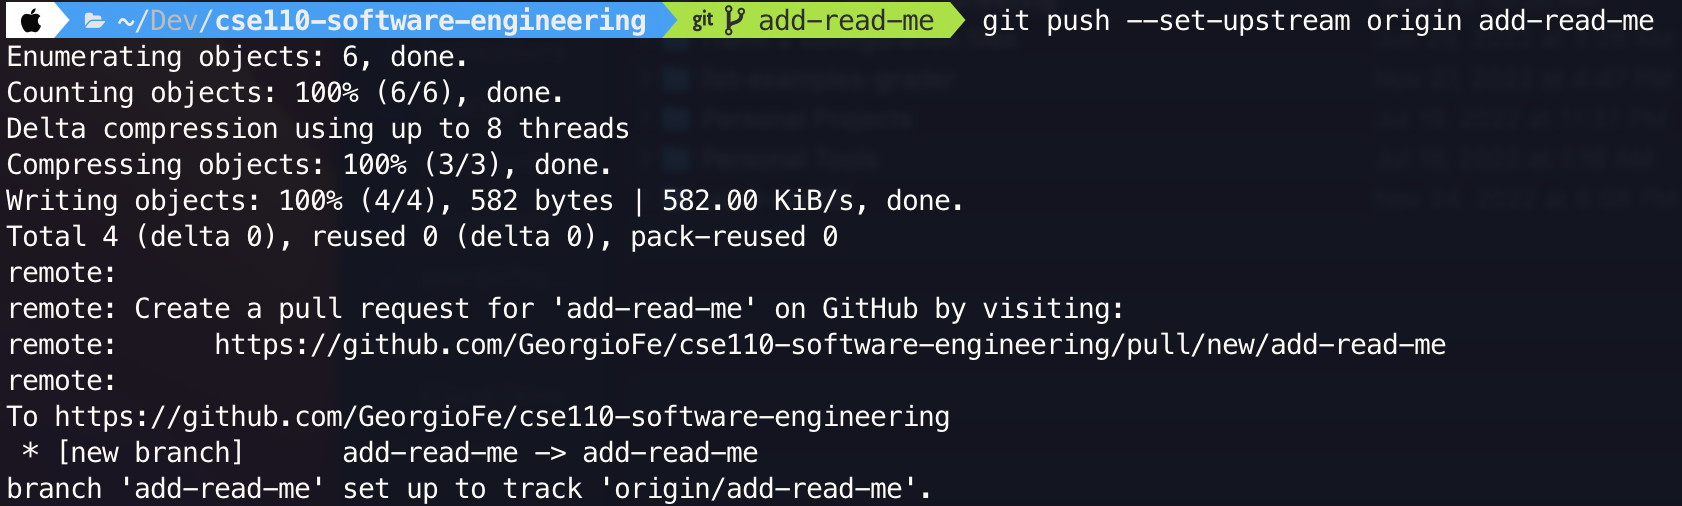 ~/Dev/cse110-software-engineering git add-read-me git push --set-upstream origin add-read-me
Enumerating objects: 6, done.
Counting objects: 100% (6/6), done.
Delta compression using up to 8 threads
Compressing objects: 100% (3/3), done.
Writing objects: 100% (4/4), 582 bytes | 582.00 KiB/s, done.
Total 4 (delta 0), reused 0 (delta 0), pack-reused 0
remote:
remote: Create a pull request for 'add-read-me' on GitHub by visiting:
remote:      https://github.com/GeorgioFe/cse110-software-engineering/pull/new/add-read-me
remote:
To https://github.com/GeorgioFe/cse110-software-engineering
 * [new branch]      add-read-me -> add-read-me
branch 'add-read-me' set up to track 'origin/add-read-me'.